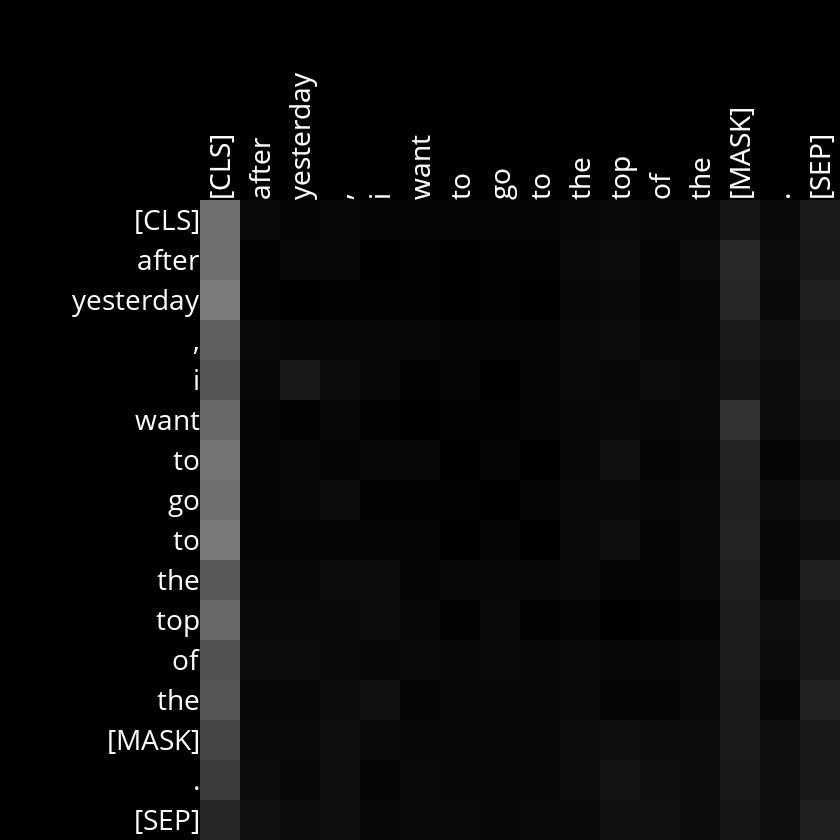 [CLS] after yesterday , i want to go to the top of the [MASK] . [SEP]
[CLS]
after
yesterday
,
i
want
to
go
to
the
top
of
the
[MASK]
.
[SEP]